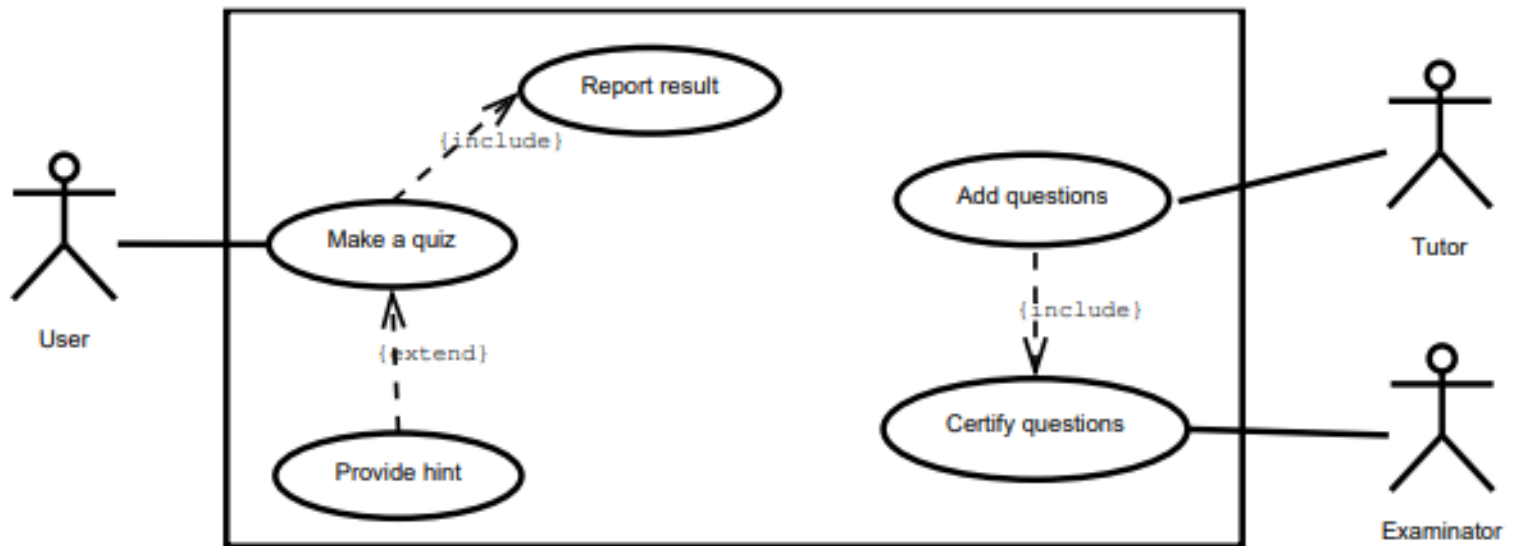 Report result
{include}
Add questions
Make a quiz
Tutor
{include}
User
{extend}
Certify questions
Provide hint
Examinator